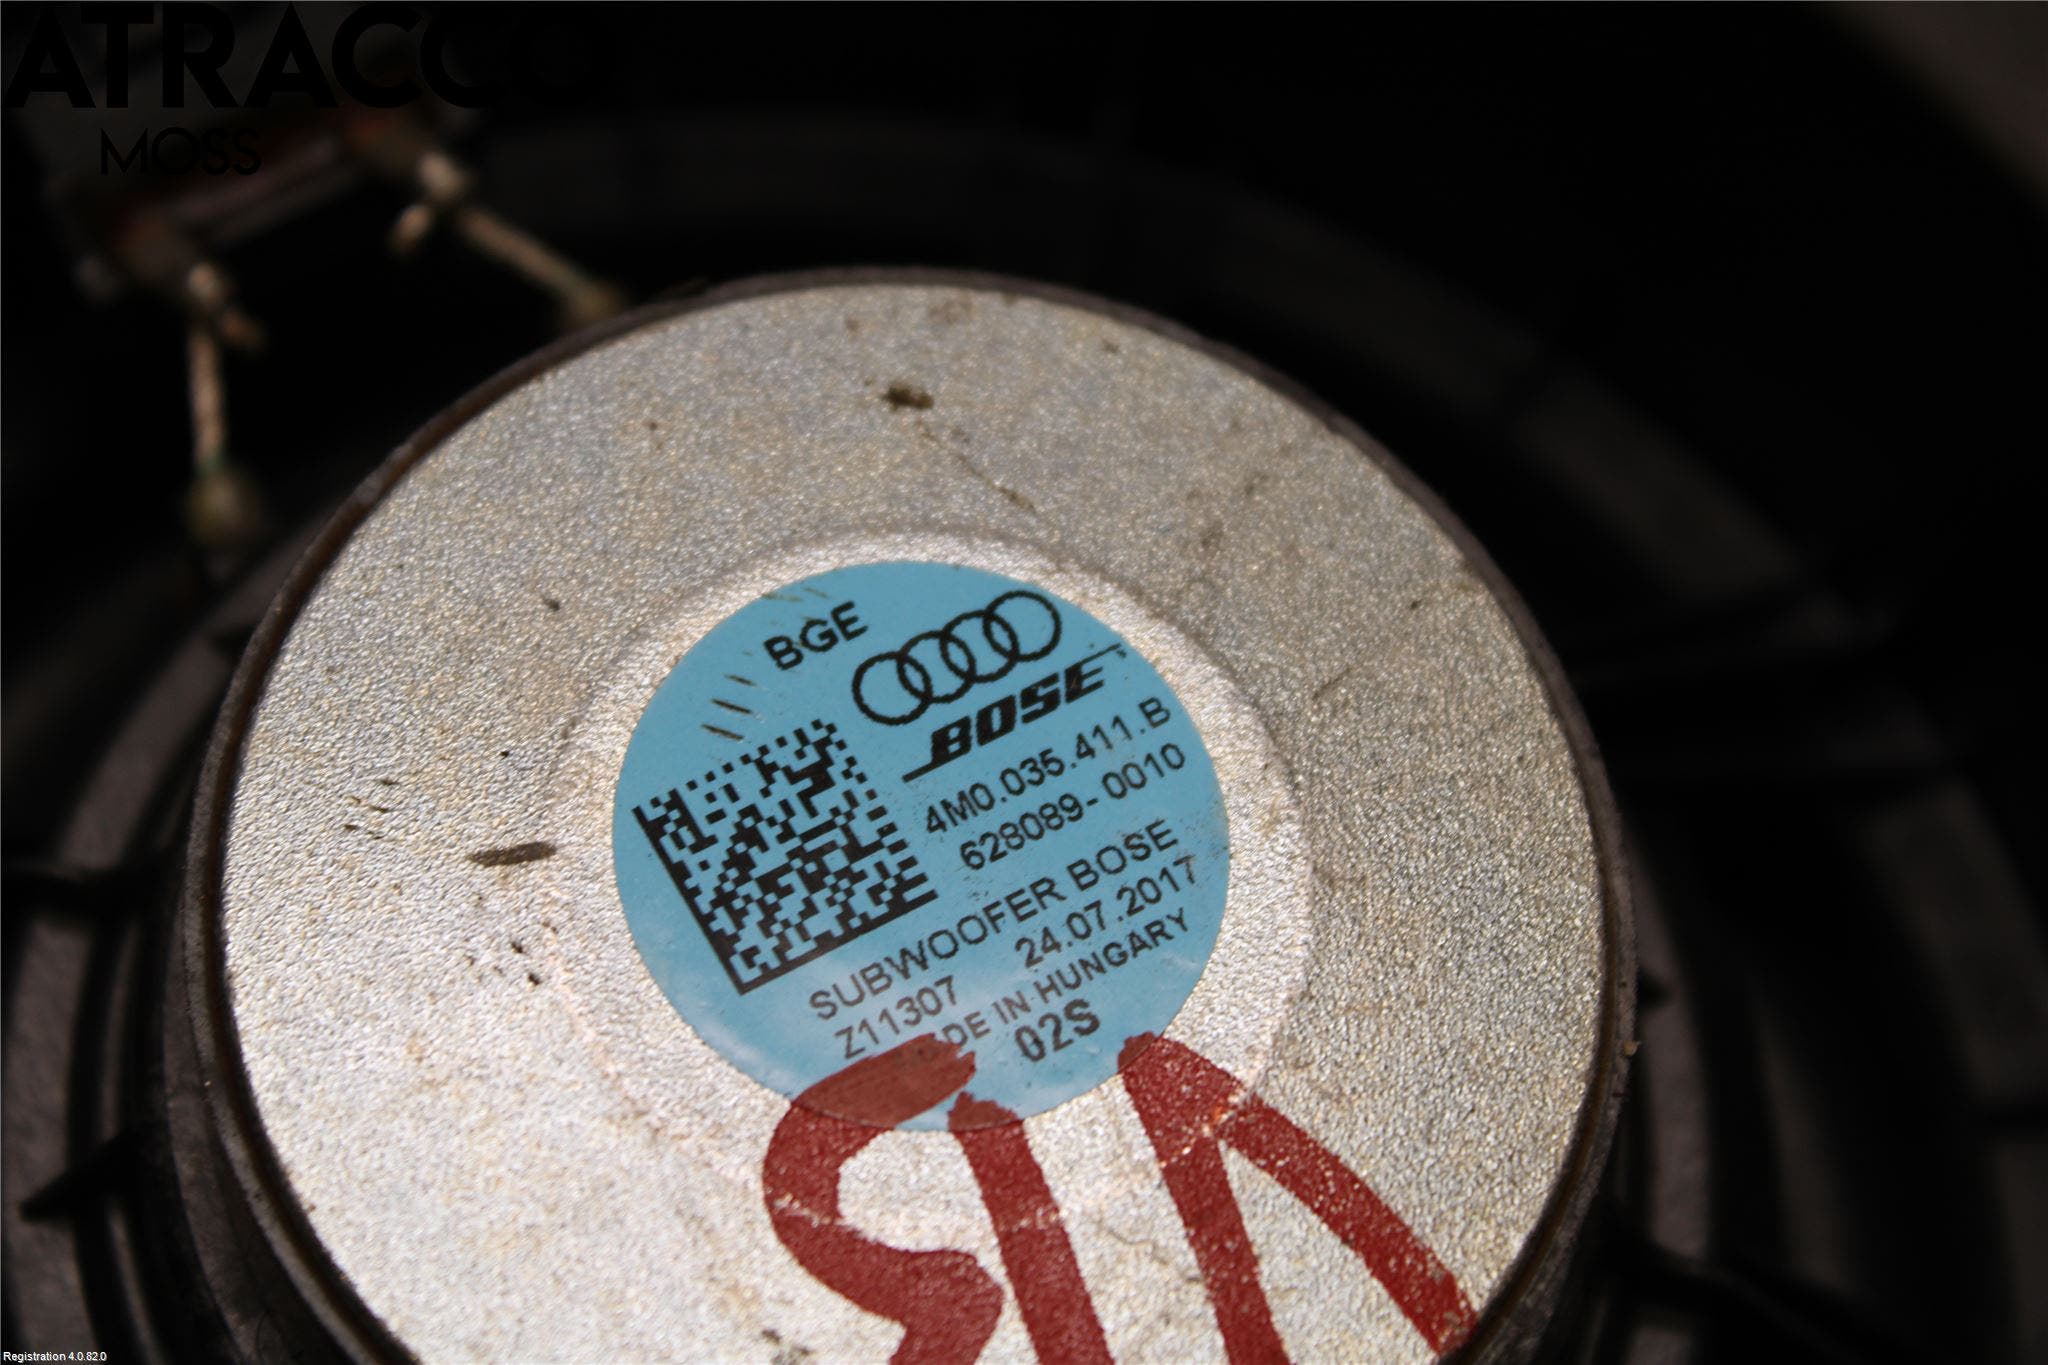 ATRACCO
MOSS
BGE
BOSE
4M0.035.411.B
628089-0010
SUBWOOFER BOSE
Z11307 24.07.2017
IN HUNGARY
02S
Registration 4.0.82.0